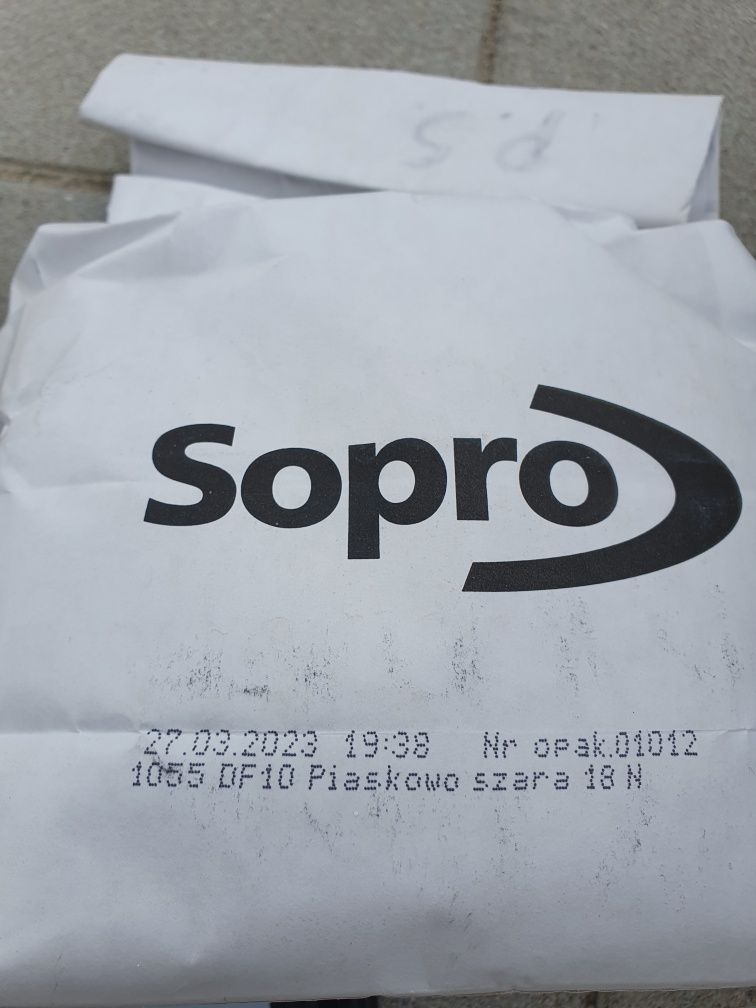 P.S.
Sopro
27.03.2023 19:38 Nr opak.01012
1055 DF10 Piaskowo szara 18 N